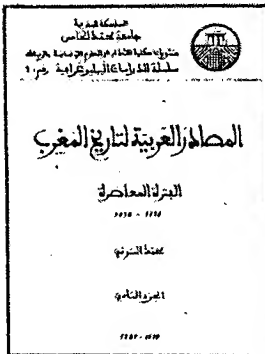 المملكة المغربية
جامعة محمد الخامس
منشورات كلية الآداب والعلوم الإنسانية بالرباط
سلسلة الدراسات البيبليوغرافية رقم:
المصادر العربية لتاريخ المغرب
الفترة المعاصرة
محمد المنوني
الجزء الثاني